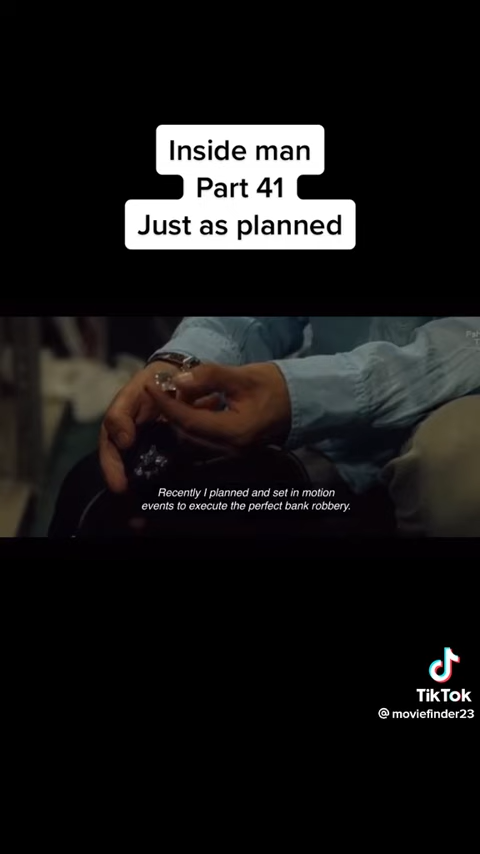 Inside man
Part 41
Just as planned
Recently I planned and set in motion
events to execute the perfect bank robbery.
TikTok
@ moviefinder23